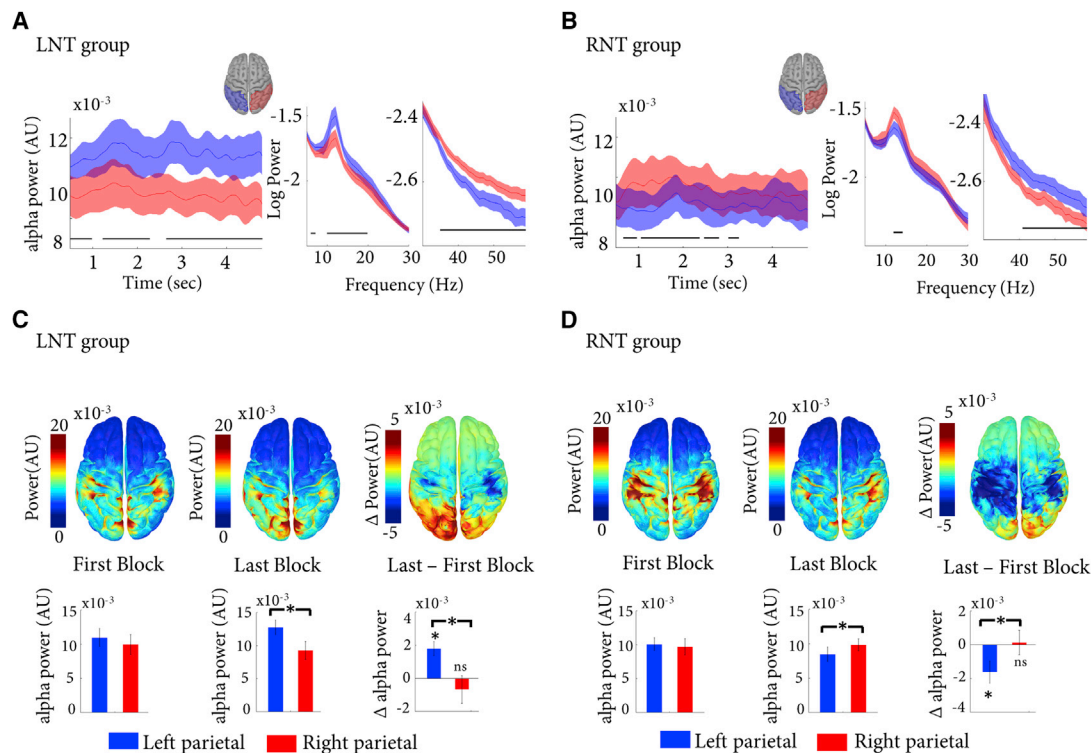 A
LNT group
x10-3
alpha power (AU)
12
10
8
1 2 3 4
Time (sec)
Log Power
-1.5
-2
10 20 30
-2.4
-2.6
40 50
Frequency (Hz)
B
RNT group
x10-3
alpha power (AU)
12
10
8
1 2 3 4
Time (sec)
Log Power
-1.5
-2
10 20 30
-2.4
-2.6
40 50
Frequency (Hz)
C
LNT group
x10-3
20
Power(AU)
0
First Block
x10-3
20
Power(AU)
0
Last Block
x10-3
5
Δ Power(AU)
-5
Last – First Block
x10-3
15
10
5
0
alpha power (AU)
x10-3
15
10
5
0
alpha power (AU)
*
x10-3
4
2
0
-2
Δ alpha power
*
*
ns
Left parietal Right parietal
D
RNT group
x10-3
20
Power(AU)
0
First Block
x10-3
20
Power(AU)
0
Last Block
x10-3
5
Δ Power(AU)
-5
Last – First Block
x10-3
15
10
5
0
alpha power (AU)
x10-3
15
10
5
0
alpha power (AU)
*
x10-3
2
0
-2
-4
Δ alpha power
*
*
ns
Left parietal Right parietal